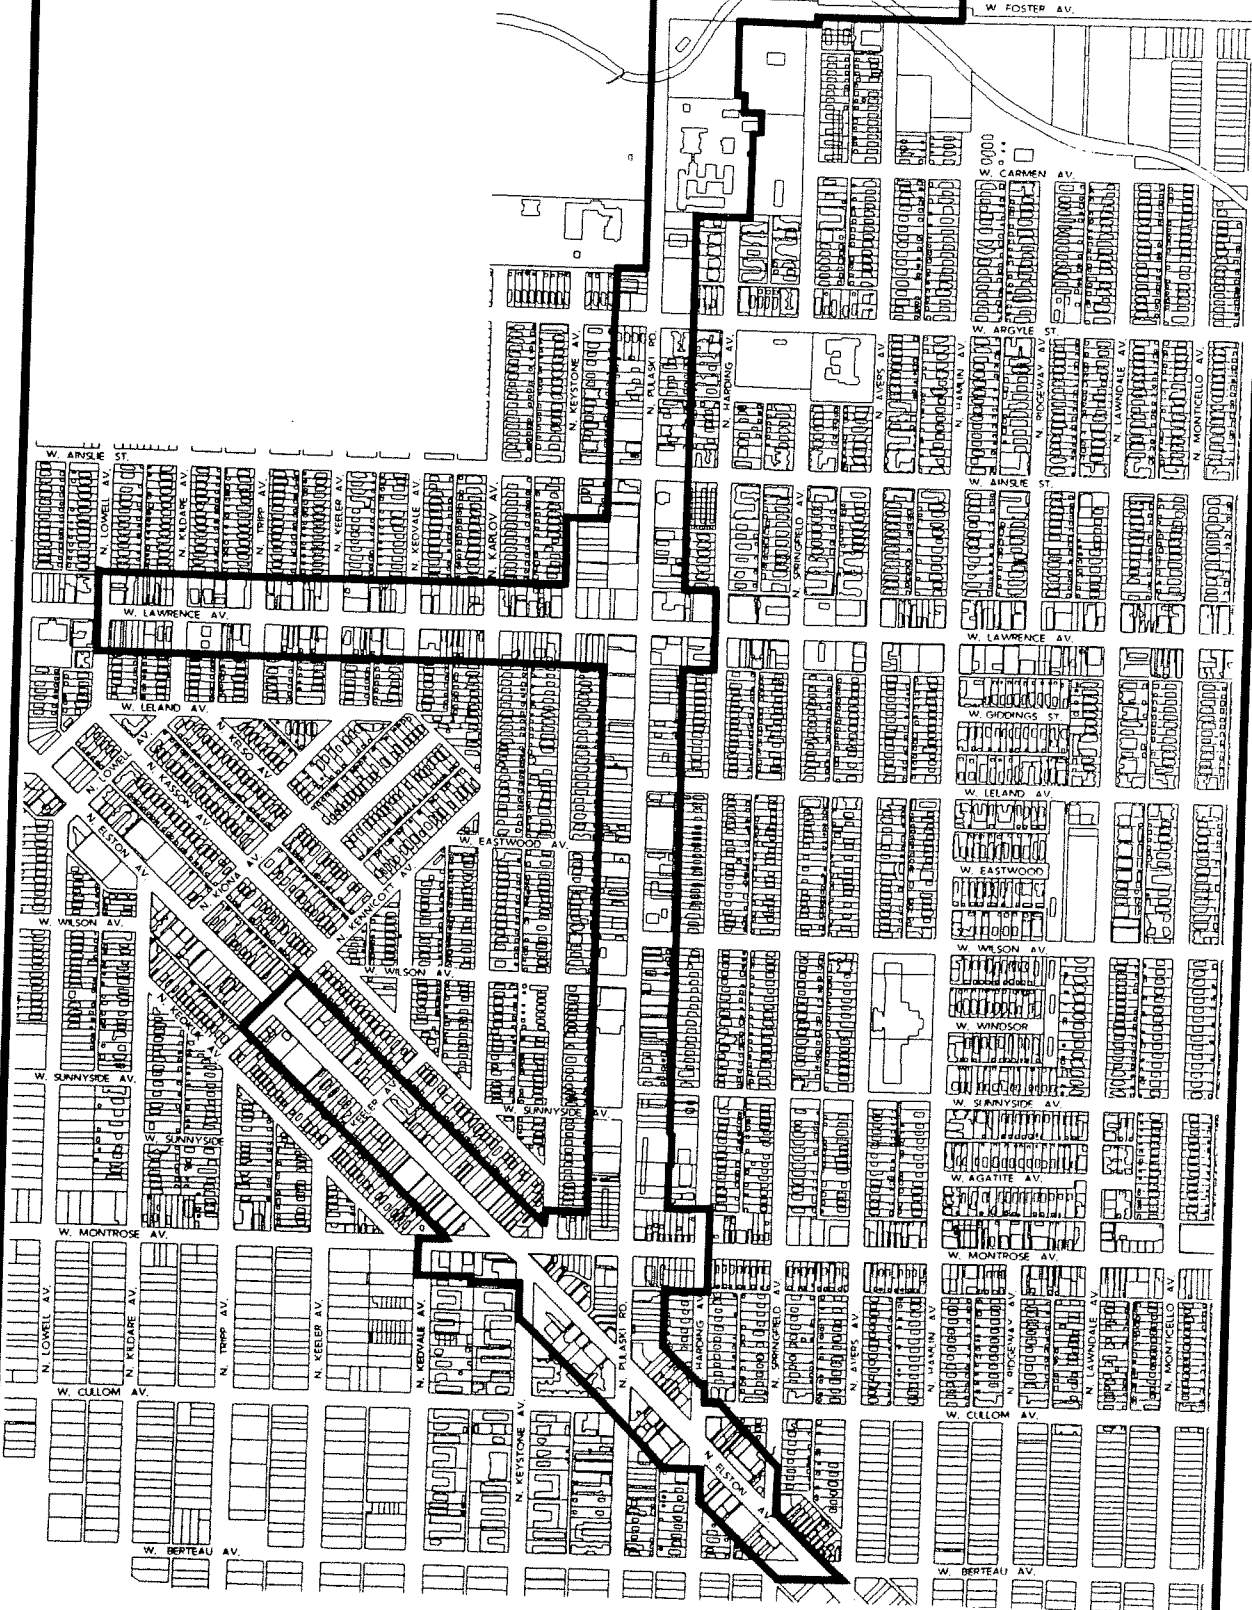 W. FOSTER AV.
W. CARMEN AV.
W. ARGYLE ST.
N. KEYSTONE AV.
N. PULASKI RD.
N. HARDING AV.
N. AYERS AV.
N. HAMLIN AV.
N. RIDGEWAY AV.
N. LAWNDALE AV.
N. MONTICELLO AV.
W. AINSLIE ST.
W. AINSLIE ST.
N. LOWELL AV.
N. KILDARE AV.
N. TRIPP AV.
N. KEELER AV.
N. KEDVALE AV.
N. KARLOV AV.
N. SPRINGFIELD AV.
W. LAWRENCE AV.
W. LAWRENCE AV.
W. LELAND AV.
W. GIDDINGS ST.
N. LOWELL AV.
N. KELSO AV.
N. KASSON AV.
W. LELAND AV.
N. ELSTON AV.
W. EASTWOOD AV.
W. EASTWOOD
N. KIONA AV.
N. KENNICOTT AV.
W. WILSON AV.
W. WILSON AV.
W. WILSON AV.
N. KEOKUK AV.
W. WINDSOR
W. SUNNYSIDE AV.
N. KEELER AV.
W. SUNNYSIDE AV.
W. SUNNYSIDE AV.
W. SUNNYSIDE
W. AGATITE AV.
W. MONTROSE AV.
W. MONTROSE AV.
N. LOWELL AV.
N. KILDARE AV.
N. TRIPP AV.
N. KEELER AV.
N. KEDVALE AV.
N. PULASKI RD.
N. HARDING AV.
N. SPRINGFIELD AV.
N. AYERS AV.
N. HAMLIN AV.
N. RIDGEWAY AV.
N. LAWNDALE AV.
N. MONTICELLO AV.
W. CULLOM AV.
W. CULLOM AV.
N. KEYSTONE AV.
N. ELSTON AV.
W. BERTEAU AV.
W. BERTEAU AV.